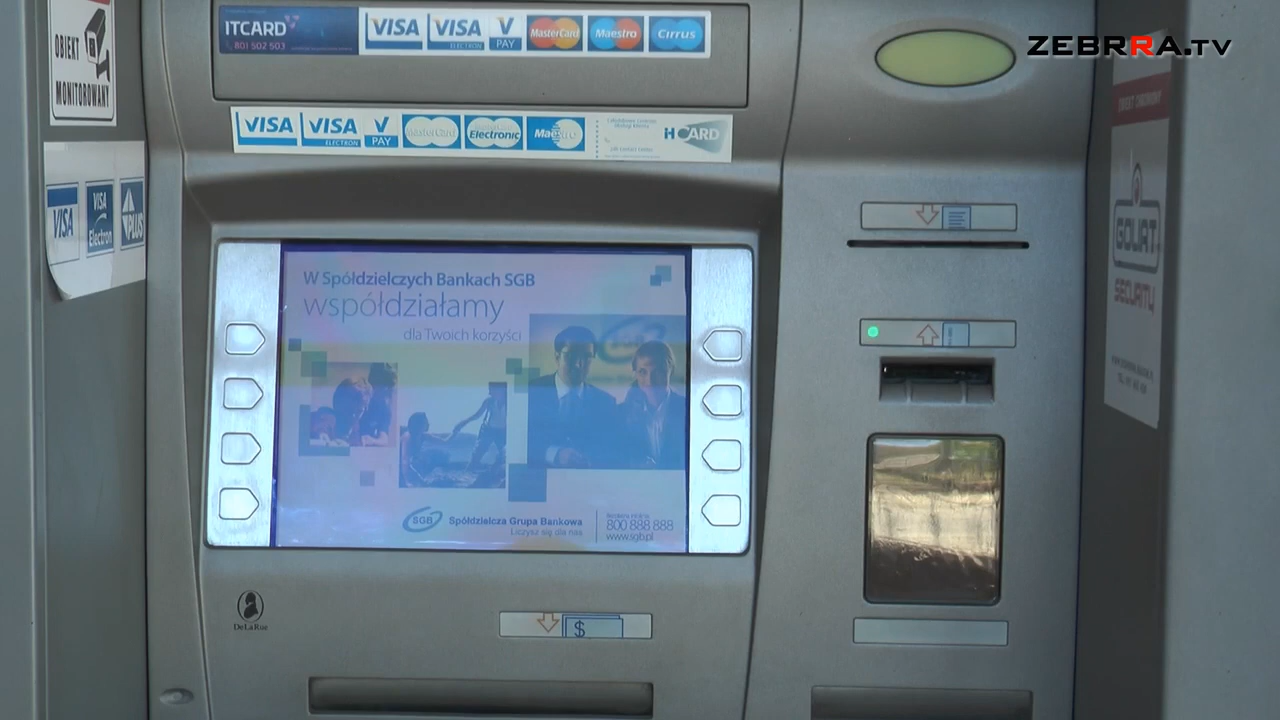 ZEBRRA.TV
OBIEKT
MONITOROWANY
ITCARD
801 502 503
VISA
VISA
ELECTRON
V
PAY
MasterCard
Maestro
Cirrus
VISA
VISA
ELECTRON
V
PAY
MasterCard
MasterCard
Electronic
Maestro
CARD
VISA
VISA
Electron
PLUS
W Spółdzielczych Bankach SGB
współdziałamy
dla Twoich korzyści
SGB
Spółdzielcza Grupa Bankowa
Liczysz się dla nas
800 888 888
www.sgb.pl
De La Rue
$
SECURITY